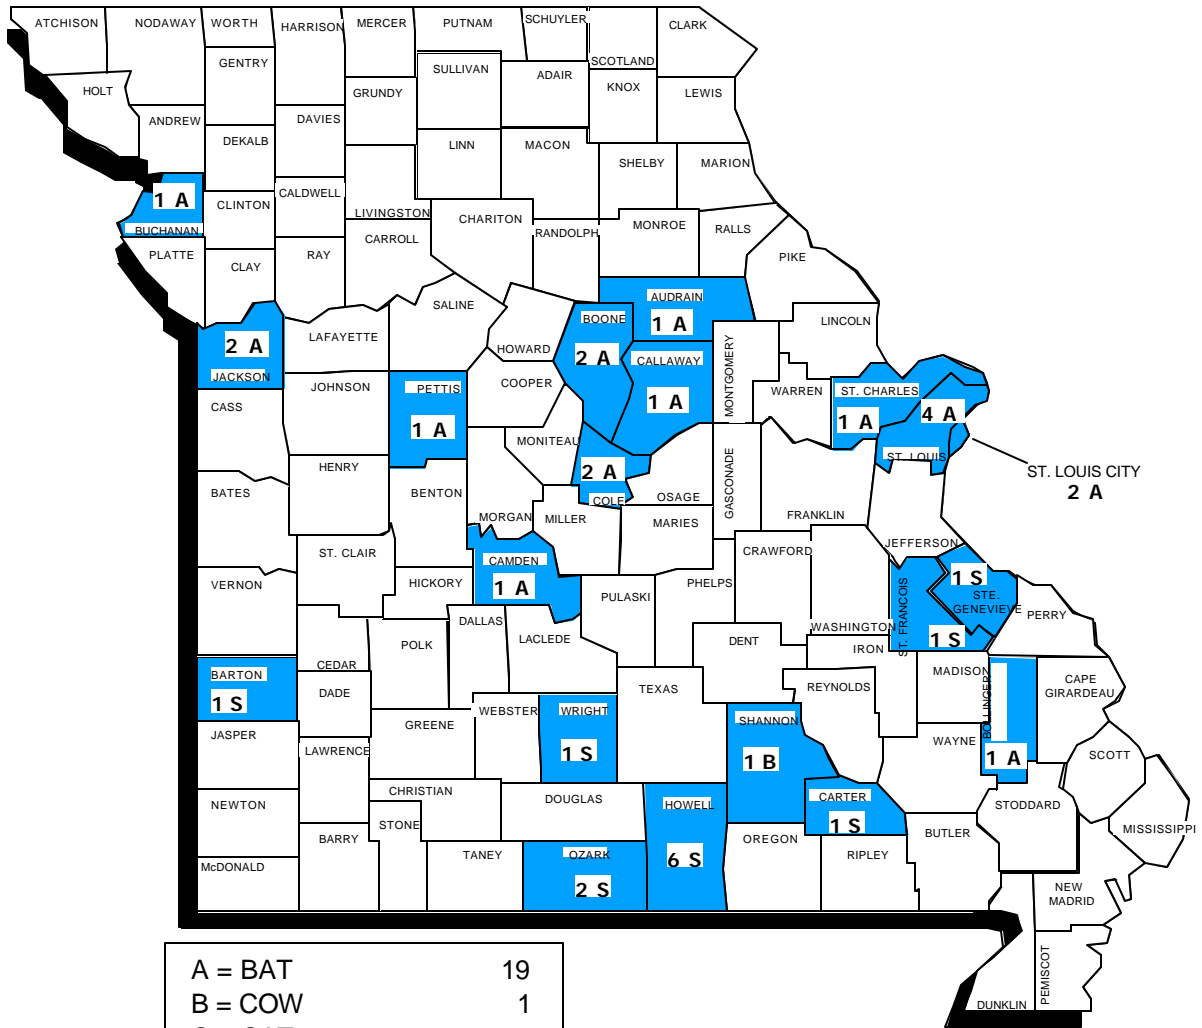 ATCHISON
NODAWAY
WORTH
HARRISON
MERCER
PUTNAM
SCHUYLER
SCOTLAND
CLARK
HOLT
GENTRY
SULLIVAN
ADAIR
KNOX
LEWIS
GRUNDY
ANDREW
DEKALB
DAVIES
LINN
MACON
SHELBY
MARION
1 A
BUCHANAN
CLINTON
CALDWELL
LIVINGSTON
CHARITON
RANDOLPH
MONROE
RALLS
PLATTE
CLAY
RAY
CARROLL
PIKE
SALINE
AUDRAIN
1 A
BOONE
2 A
LINCOLN
2 A
JACKSON
LAFAYETTE
HOWARD
CALLAWAY
1 A
MONTGOMERY
WARREN
ST. CHARLES
1 A
4 A
ST. LOUIS
ST. LOUIS CITY
2 A
CASS
JOHNSON
PETTIS
1 A
COOPER
MONITEAU
2 A
COLE
OSAGE
GASCONADE
FRANKLIN
JEFFERSON
BATES
HENRY
BENTON
MORGAN
MILLER
MARIES
CRAWFORD
ST. CLAIR
CAMDEN
1 A
VERNON
HICKORY
PULASKI
PHELPS
WASHINGTON
ST. FRANCOIS
1 S
1 S
STE.
GENEVIEVE
PERRY
CEDAR
POLK
DALLAS
LACLEDE
DENT
IRON
MADISON
BOLLINGER
1 A
CAPE
GIRARDEAU
BARTON
1 S
DADE
TEXAS
REYNOLDS
JASPER
LAWRENCE
GREENE
WEBSTER
WRIGHT
1 S
SHANNON
1 B
WAYNE
SCOTT
NEWTON
CHRISTIAN
DOUGLAS
HOWELL
6 S
CARTER
1 S
STODDARD
MISSISSIPPI
McDONALD
BARRY
STONE
TANEY
OZARK
2 S
OREGON
RIPLEY
BUTLER
NEW
MADRID
PEMISCOT
DUNKLIN
A = BAT 19
B = COW 1